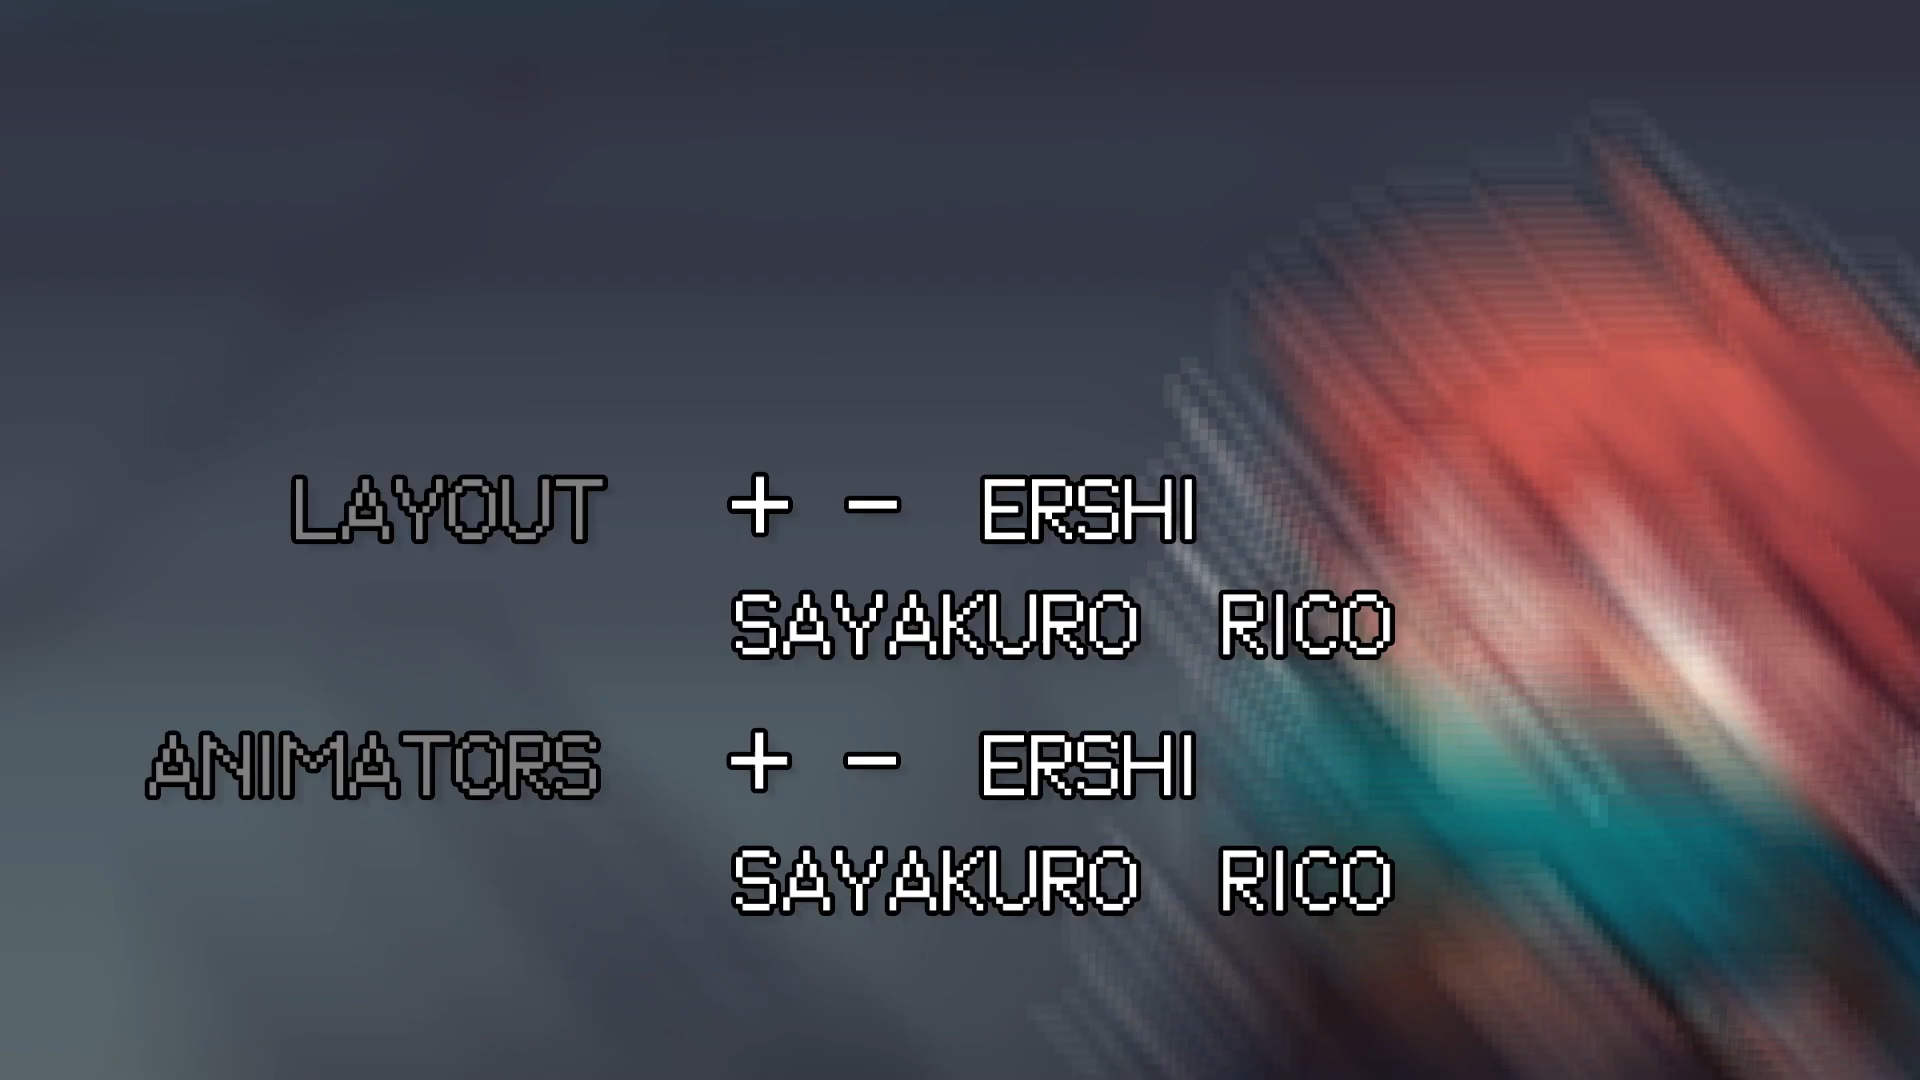 LAYOUT + - ERSHI
SAYAKURO RICO
ANIMATORS + - ERSHI
SAYAKURO RICO